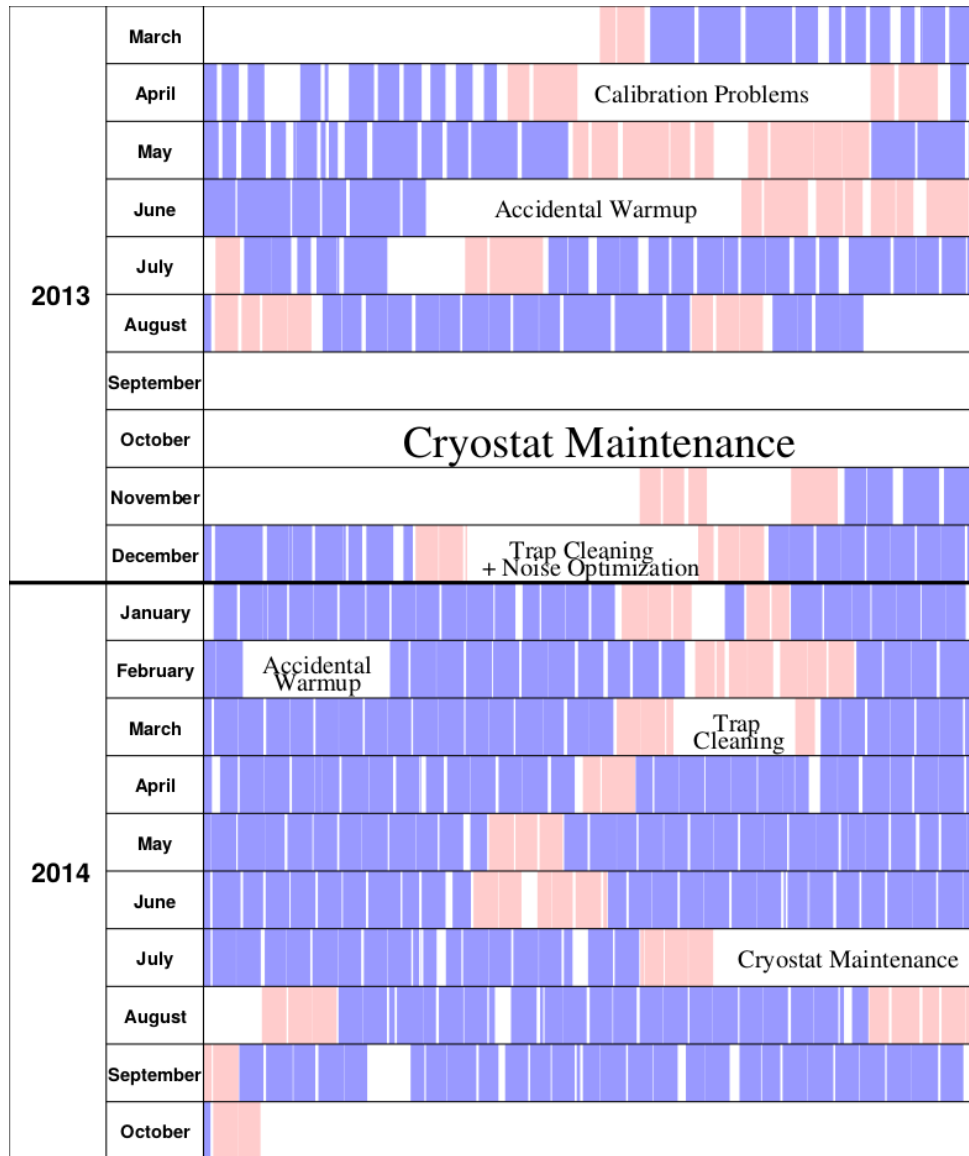 2013
March
April
Calibration Problems
May
June
Accidental Warmup
July
August
September
October
Cryostat Maintenance
November
December
Trap Cleaning
+ Noise Optimization
2014
January
February
Accidental
Warmup
March
Trap
Cleaning
April
May
June
July
Cryostat Maintenance
August
September
October